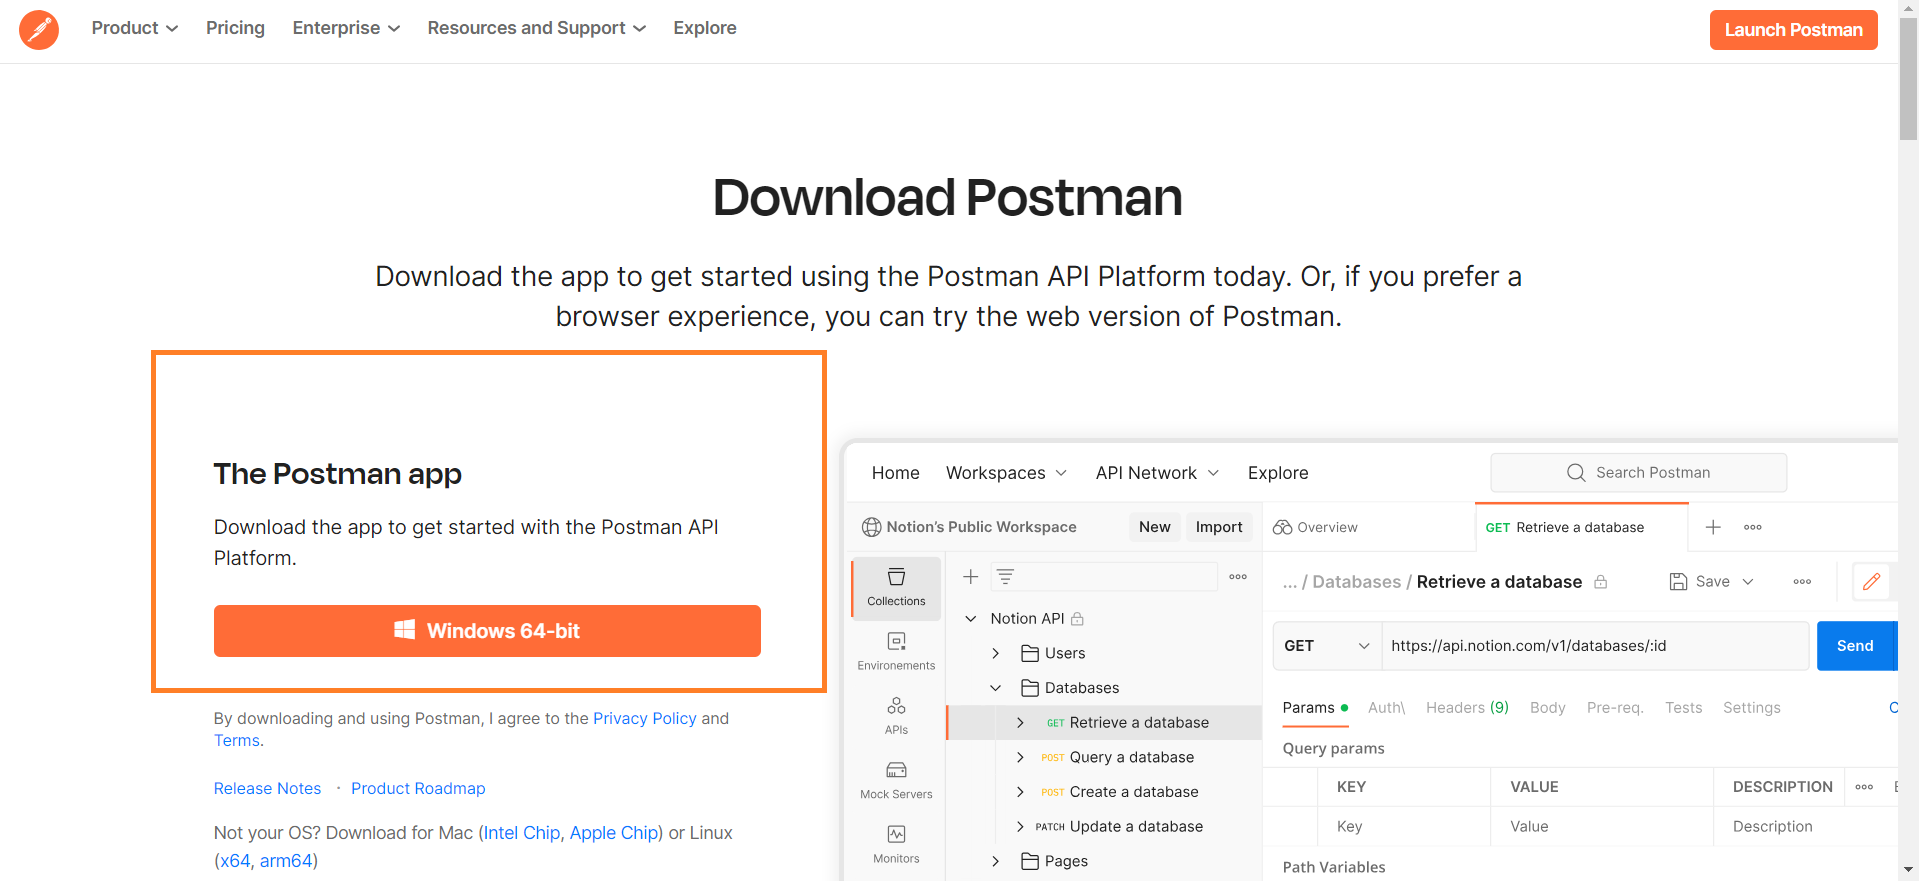 Product
Pricing
Enterprise
Resources and Support
Explore
Launch Postman
Download Postman
Download the app to get started using the Postman API Platform today. Or, if you prefer a
browser experience, you can try the web version of Postman.
The Postman app
Download the app to get started with the Postman API
Platform.
Windows 64-bit
By downloading and using Postman, I agree to the Privacy Policy and
Terms.
Release Notes · Product Roadmap
Not your OS? Download for Mac (Intel Chip, Apple Chip) or Linux
(x64, arm64)
Home
Workspaces
API Network
Explore
Search Postman
Notion's Public Workspace
New
Import
Overview
GET Retrieve a database
Collections
Environements
APIs
Mock Servers
Monitors
Notion API
Users
Databases
GET Retrieve a database
POST Query a database
POST Create a database
PATCH Update a database
Pages
... / Databases / Retrieve a database
Save
GET
https://api.notion.com/v1/databases/:id
Send
Params
Auth\
Headers (9)
Body
Pre-req.
Tests
Settings
Query params
KEY
VALUE
DESCRIPTION
Key
Value
Description
Path Variables